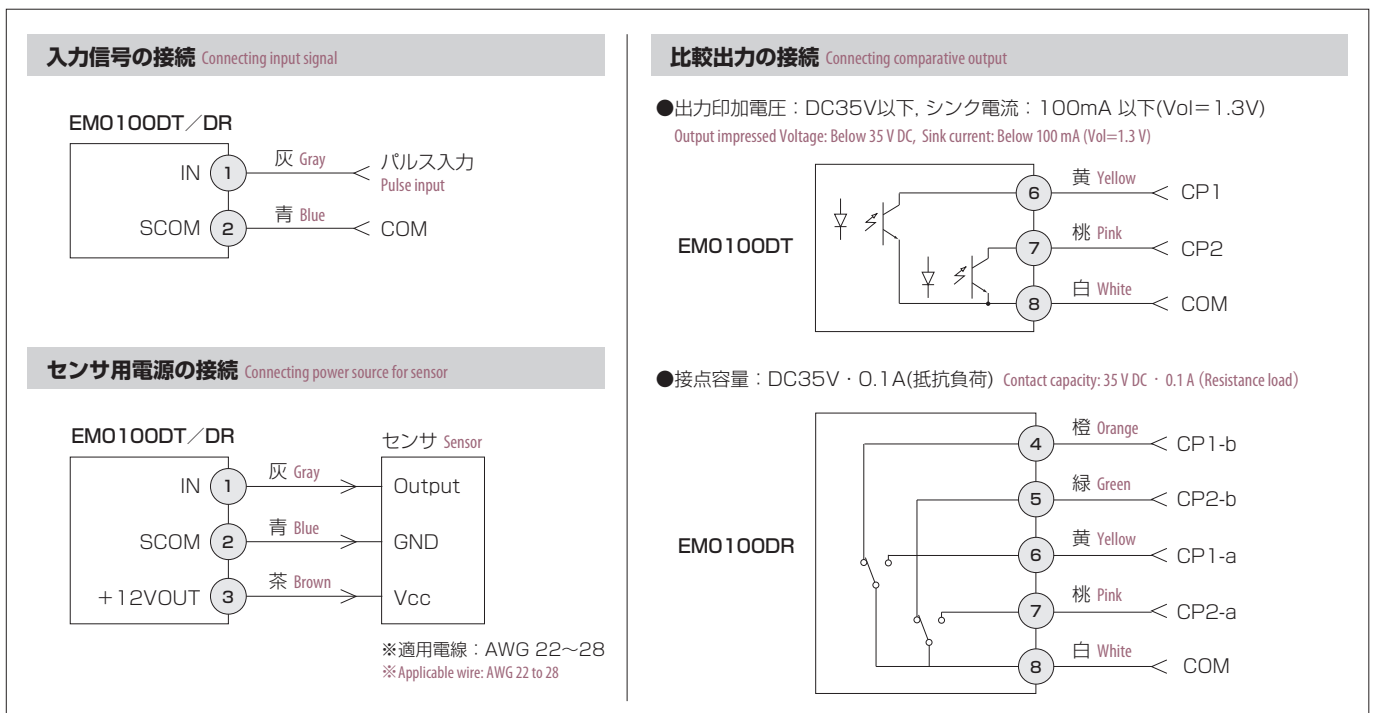 入力信号の接続 Connecting input signal
EM0100DT／DR
IN 1 灰 Gray パルス入力
Pulse input
SCOM 2 青 Blue COM
センサ用電源の接続 Connecting power source for sensor
EM0100DT／DR
センサ Sensor
IN 1 灰 Gray Output
SCOM 2 青 Blue GND
＋12VOUT 3 茶 Brown Vcc
※適用電線：AWG 22〜28
※Applicable wire: AWG 22 to 28
比較出力の接続 Connecting comparative output
●出力印加電圧：DC35V以下, シンク電流：100mA 以下(Vol＝1.3V)
Output impressed Voltage: Below 35 V DC, Sink current: Below 100 mA (Vol=1.3 V)
EM0100DT
6 黄 Yellow CP1
7 桃 Pink CP2
8 白 White COM
●接点容量：DC35V・0.1A(抵抗負荷) Contact capacity: 35 V DC・0.1 A (Resistance load)
EM0100DR
4 橙 Orange CP1-b
5 緑 Green CP2-b
6 黄 Yellow CP1-a
7 桃 Pink CP2-a
8 白 White COM